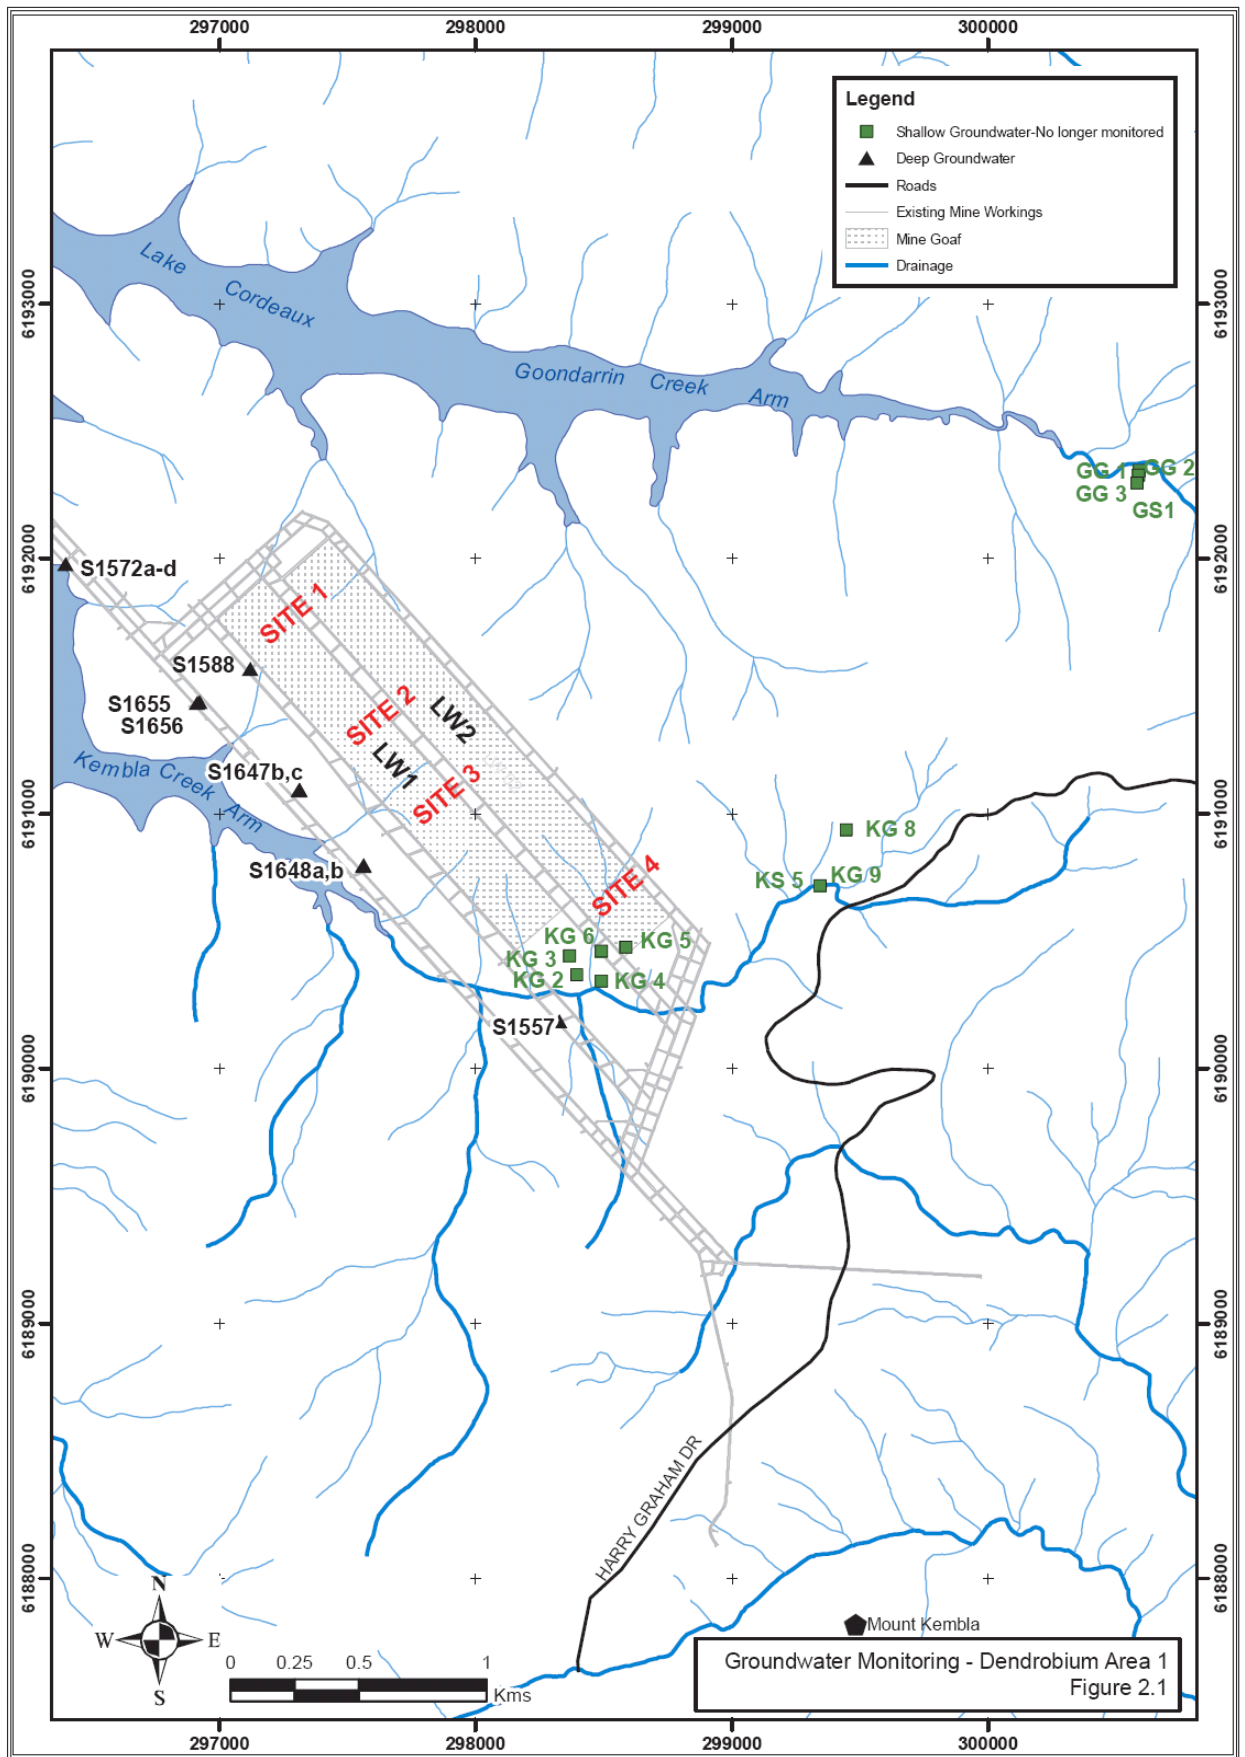 297000
298000
299000
300000
Legend
Shallow Groundwater-No longer monitored
Deep Groundwater
Roads
Existing Mine Workings
Mine Goaf
Drainage
Lake
Cordeaux
6193000
6193000
Goondarrin Creek Arm
GG 1
GG 2
GG 3
GS1
6192000
6192000
S1572a-d
SITE 1
S1588
S1655
S1656
SITE 2
LW2
LW1
Kembla Creek Arm
S1647b,c
SITE 3
6191000
6191000
KG 8
S1648a,b
SITE 4
KS 5
KG 9
KG 6
KG 5
KG 3
KG 2
KG 4
S1557
6190000
6190000
6189000
6189000
HARRY GRAHAM DR
6188000
6188000
N
W
E
S
Mount Kembla
0 0.25 0.5 1
Kms
Groundwater Monitoring - Dendrobium Area 1
Figure 2.1
297000
298000
299000
300000